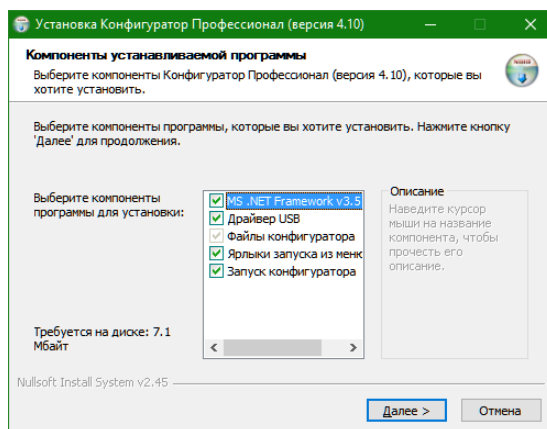 Установка Конфигуратор Профессионал (версия 4.10)
Компоненты устанавливаемой программы
Выберите компоненты Конфигуратор Профессионал (версия 4.10), которые вы
хотите установить.
Выберите компоненты программы, которые вы хотите установить. Нажмите кнопку
'Далее' для продолжения.
Выберите компоненты
программы для установки:
MS .NET Framework v3.5
Драйвер USB
Файлы конфигуратора
Ярлыки запуска из меню
Запуск конфигуратора
Описание
Наведите курсор
мыши на название
компонента, чтобы
прочесть его
описание.
Требуется на диске: 7.1
Мбайт
Nullsoft Install System v2.45
Далее >
Отмена